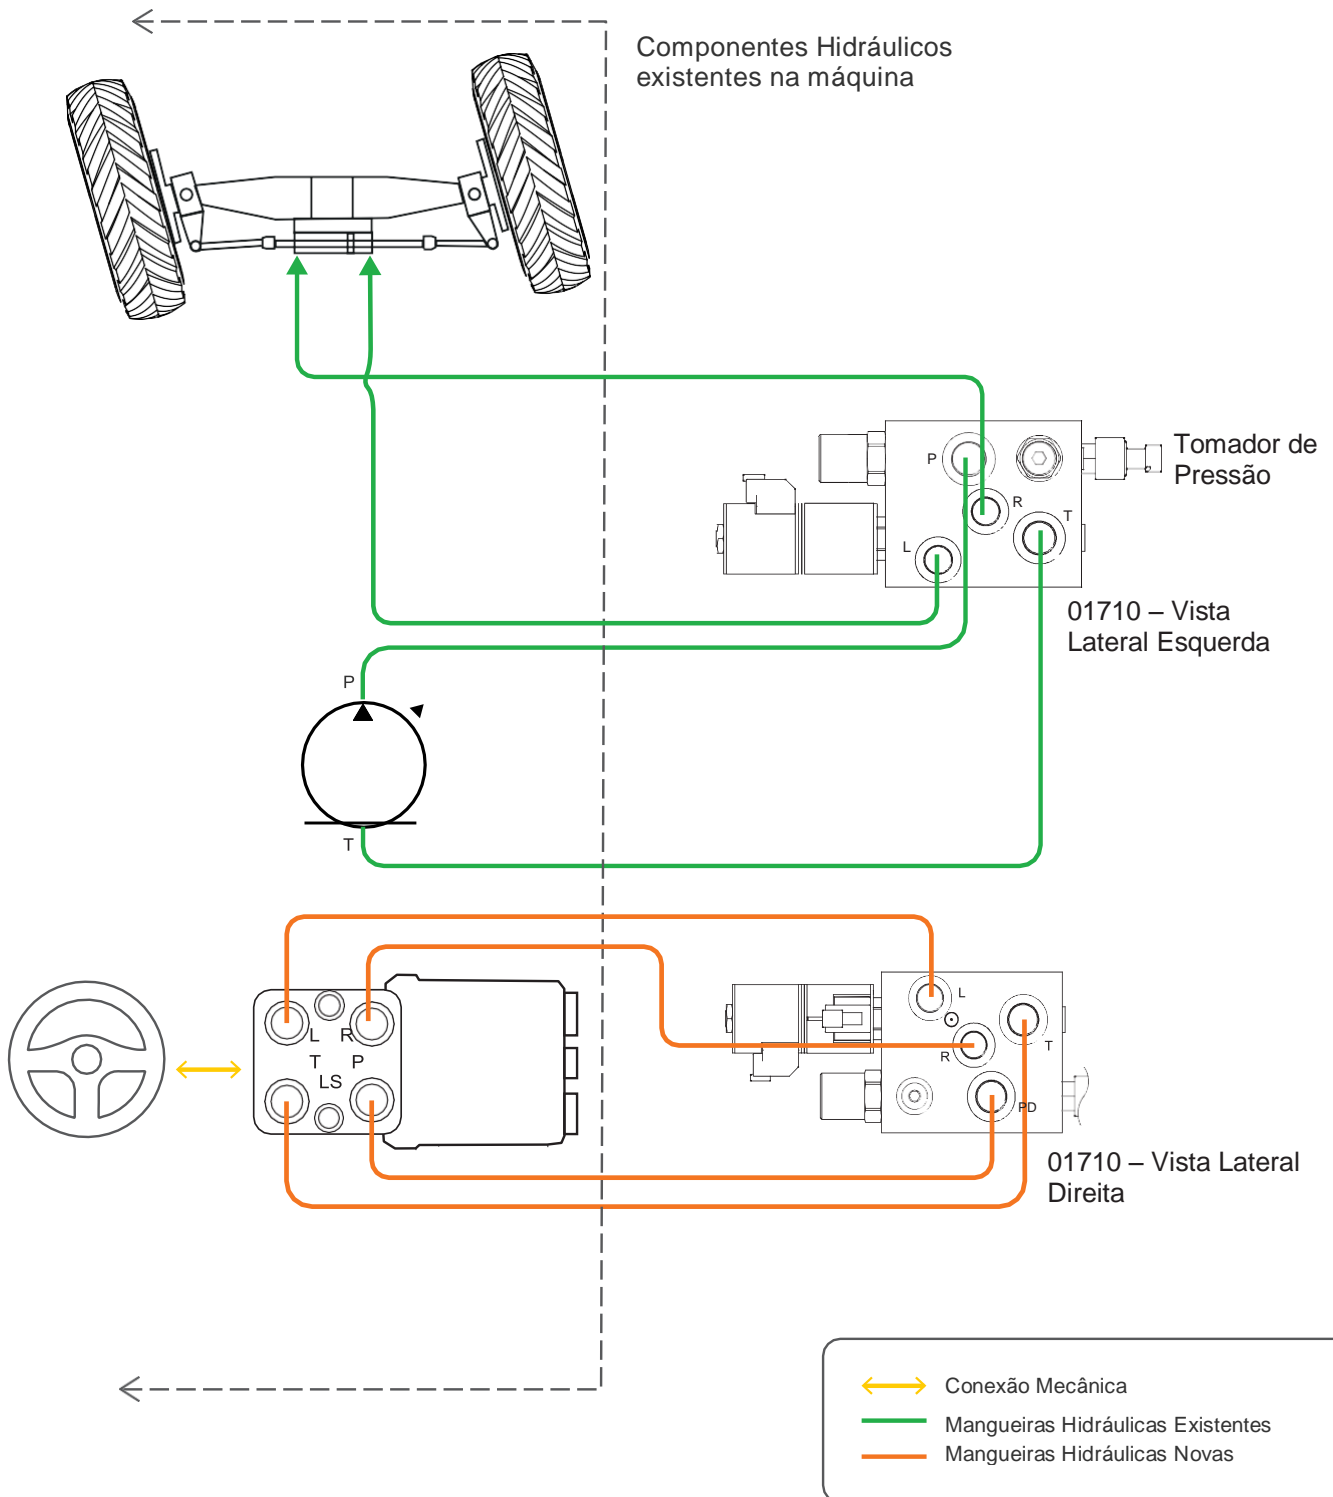 Componentes Hidráulicos
existentes na máquina
P
R
T
L
Tomador de
Pressão
01710 – Vista
Lateral Esquerda
P
T
L R
T P
LS
L
R
T
PD
01710 – Vista Lateral
Direita
Conexão Mecânica
Mangueiras Hidráulicas Existentes
Mangueiras Hidráulicas Novas